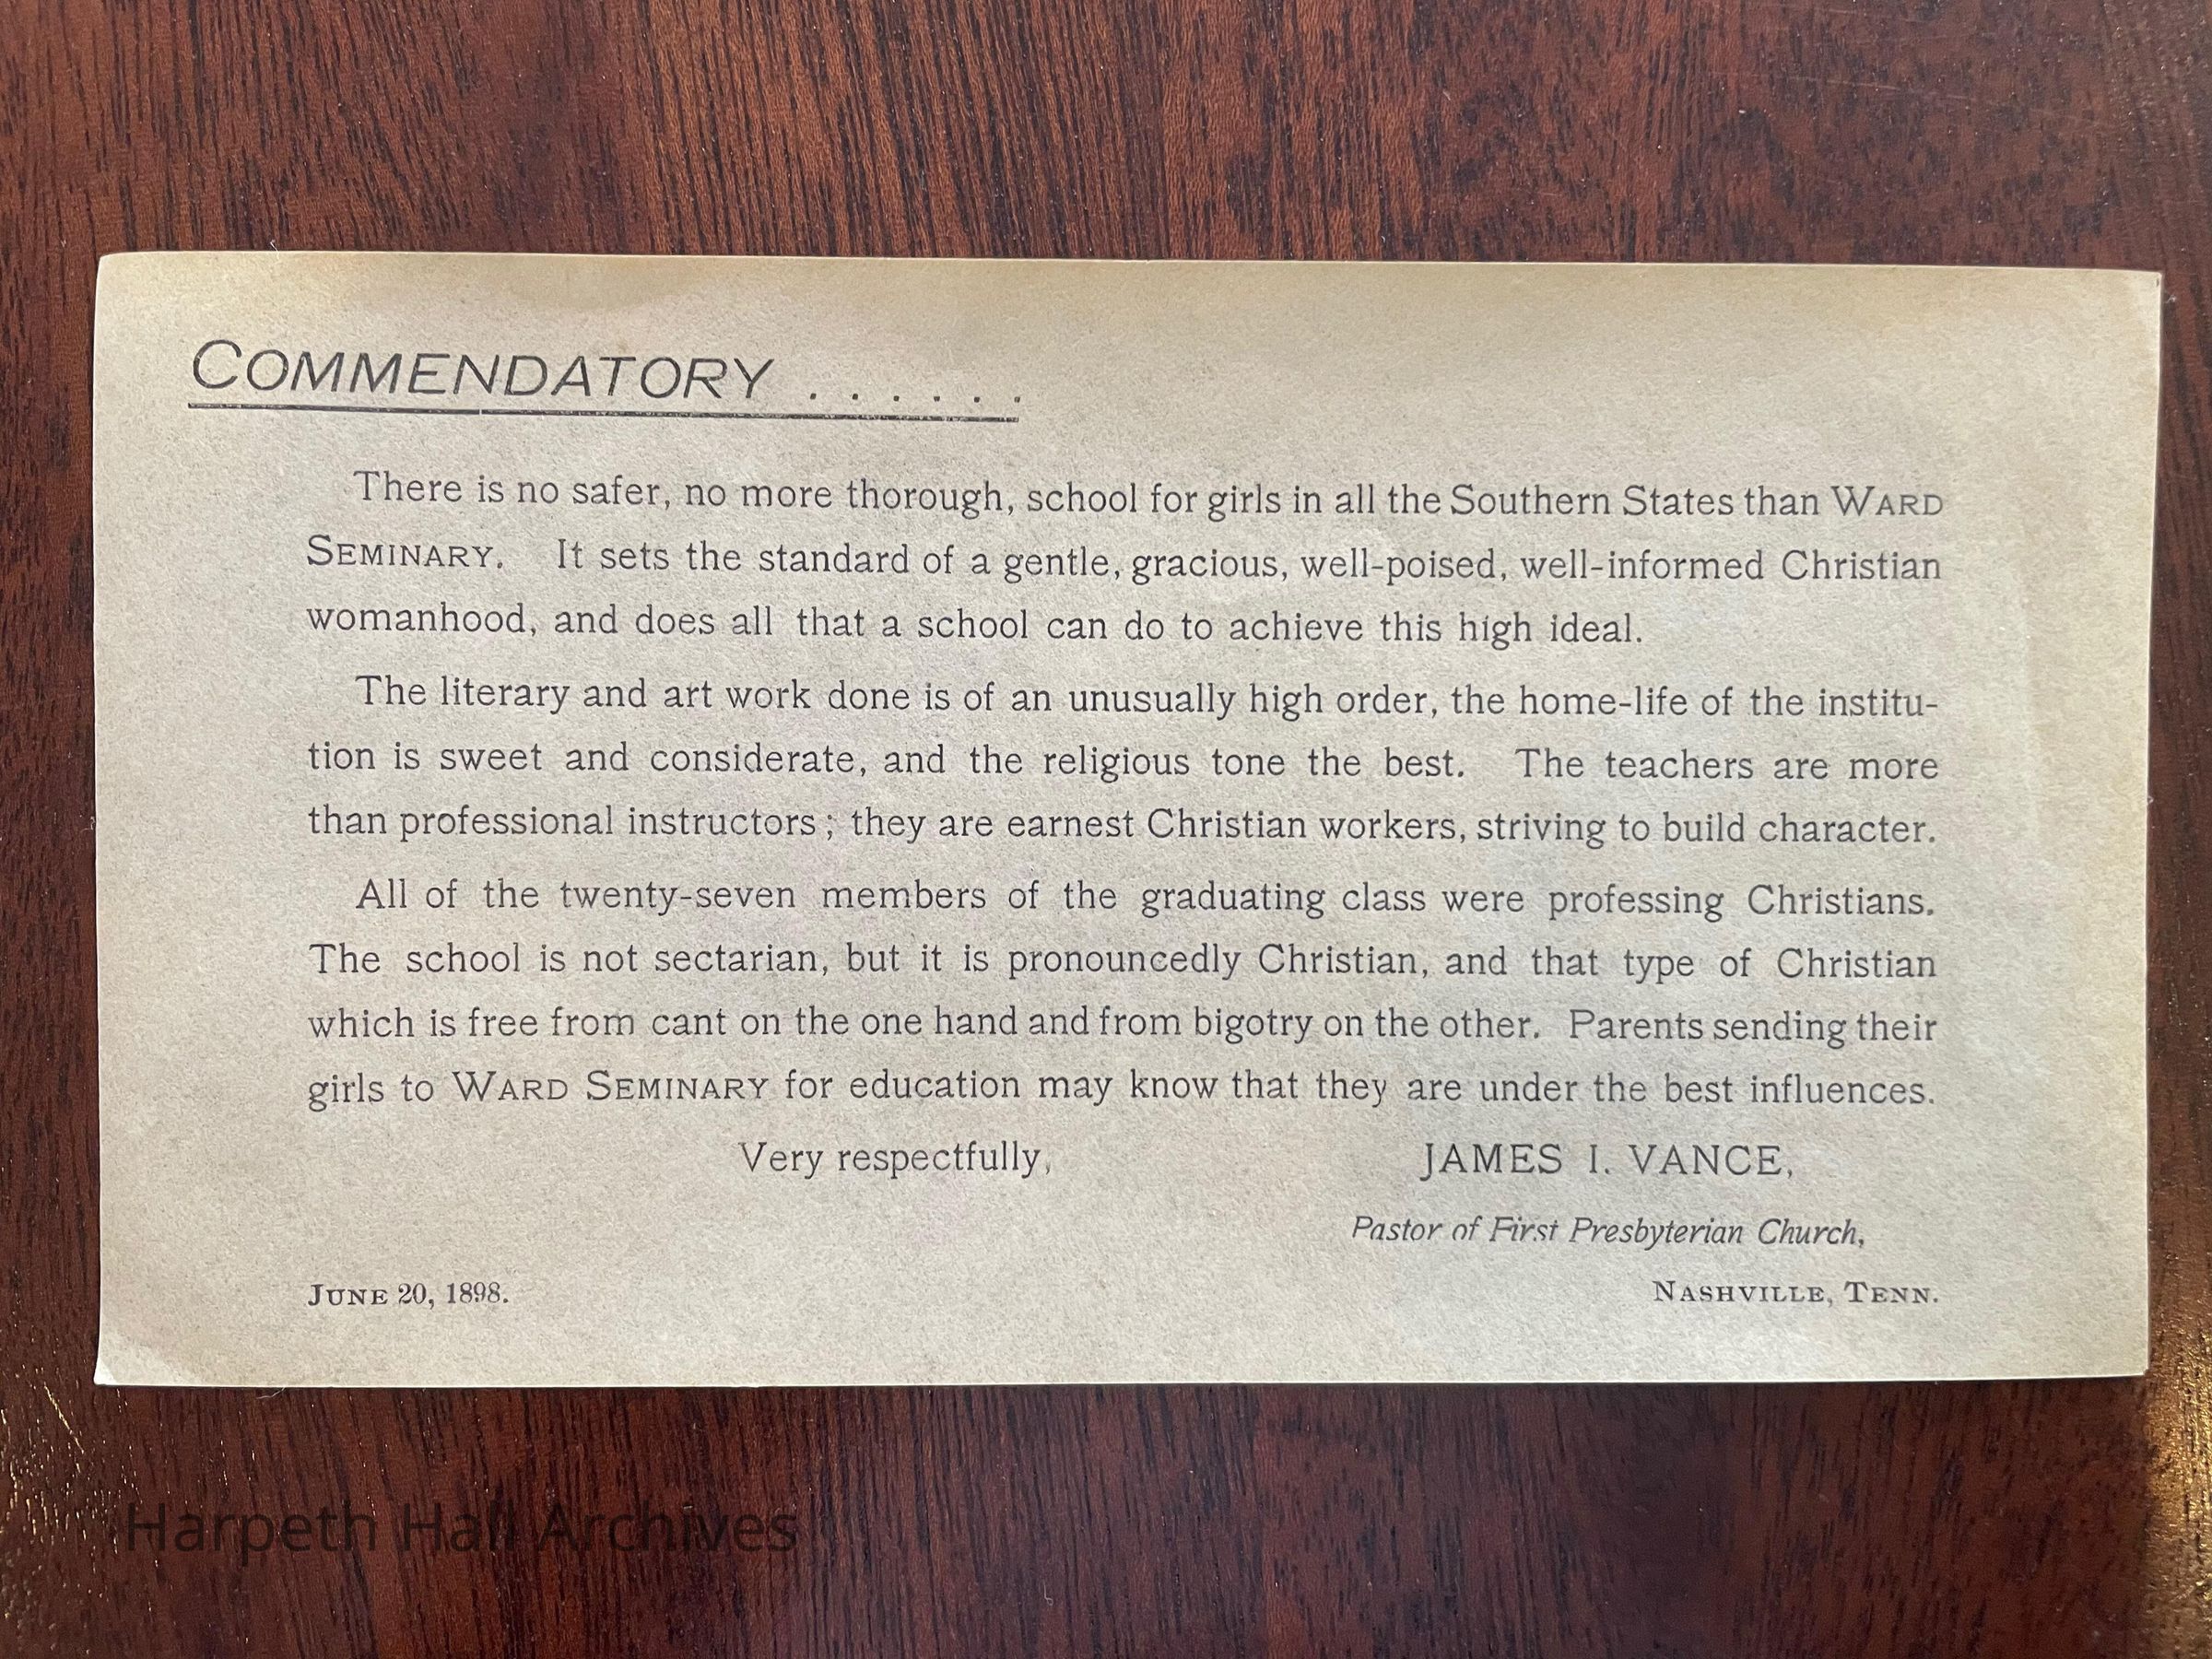 COMMENDATORY . . . . . .
There is no safer, no more thorough, school for girls in all the Southern States than WARD
SEMINARY. It sets the standard of a gentle, gracious, well-poised, well-informed Christian
womanhood, and does all that a school can do to achieve this high ideal.
The literary and art work done is of an unusually high order, the home-life of the institu-
tion is sweet and considerate, and the religious tone the best. The teachers are more
than professional instructors; they are earnest Christian workers, striving to build character.
All of the twenty-seven members of the graduating class were professing Christians.
The school is not sectarian, but it is pronouncedly Christian, and that type of Christian
which is free from cant on the one hand and from bigotry on the other. Parents sending their
girls to WARD SEMINARY for education may know that they are under the best influences.
Very respectfully, JAMES I. VANCE,
Pastor of First Presbyterian Church,
JUNE 20, 1898. NASHVILLE, TENN.
Harpeth Hall Archives